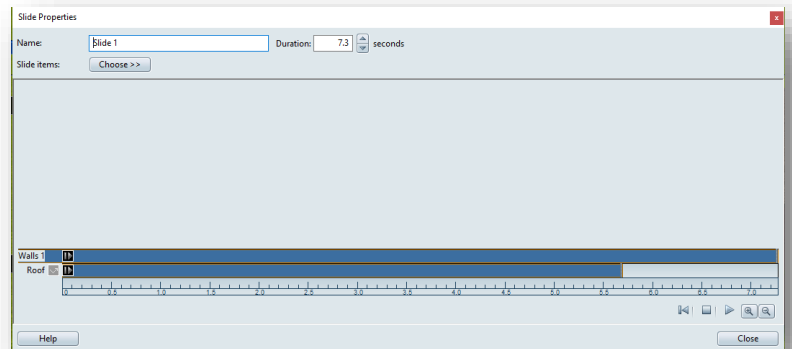 Slide Properties
Name: Slide 1 Duration: 7.3 seconds
Slide items: Choose >>
Walls 1
Roof
0 0.5 1.0 1.5 2.0 2.5 3.0 3.5 4.0 4.5 5.0 5.5 6.0 6.5 7.0
Help Close